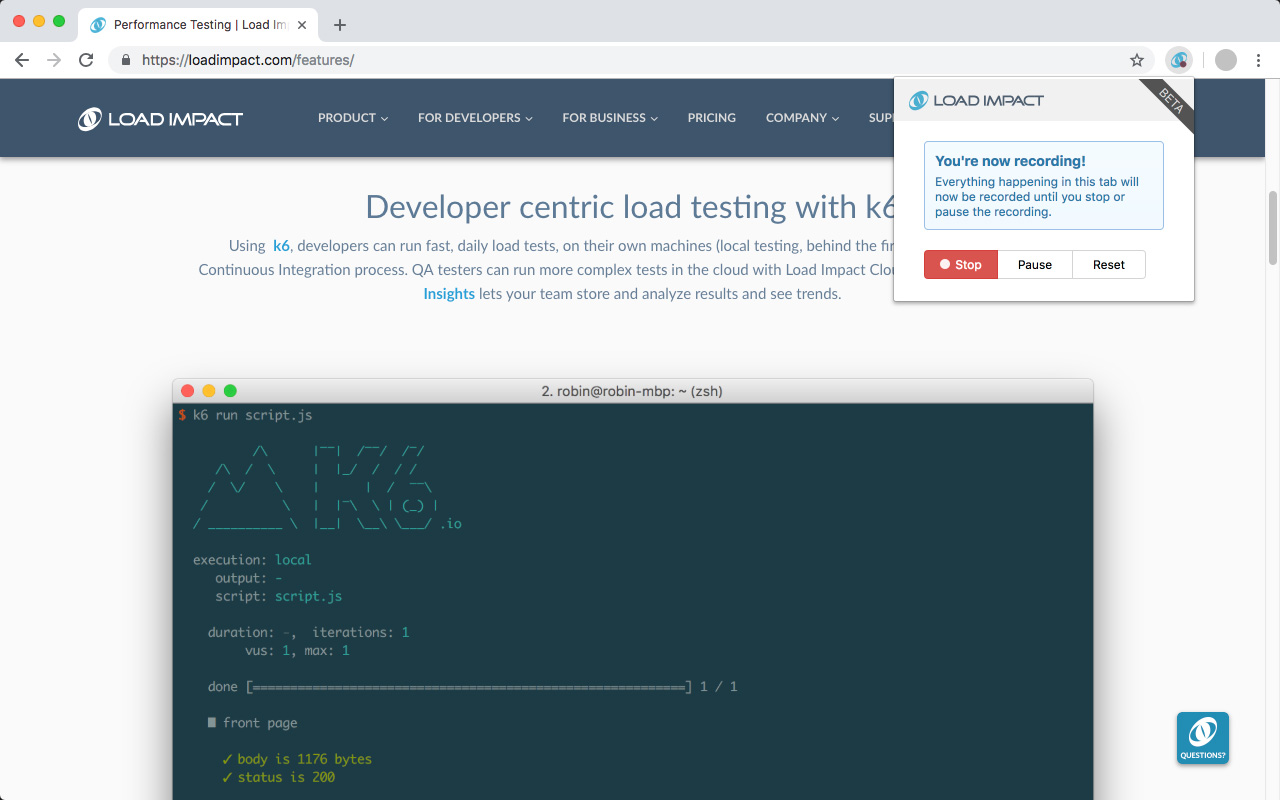 Performance Testing | Load Im
https://loadimpact.com/features/
LOAD IMPACT
PRODUCT
FOR DEVELOPERS
FOR BUSINESS
PRICING
COMPANY
LOAD IMPACT
BETA
You're now recording!
Everything happening in this tab will
now be recorded until you stop or
pause the recording.
Stop
Pause
Reset
Developer centric load testing with k6
Using k6, developers can run fast, daily load tests, on their own machines (local testing, behind the
Continuous Integration process. QA testers can run more complex tests in the cloud with Load Impact
Insights lets your team store and analyze results and see trends.
2. robin@robin-mbp: ~ (zsh)
$ k6 run script.js
/\ |‾‾| /‾‾/ /‾/
/\ / \ | |_/ / / /
/ \/ \ | | / ‾‾\
/ \ | |‾\ \ | (_) |
/ __________ \ |__| \__\ \___/ .io
execution: local
output: -
script: script.js
duration: -, iterations: 1
vus: 1, max: 1
done [==========================================================] 1 / 1
█ front page
✓ body is 1176 bytes
✓ status is 200
QUESTIONS?